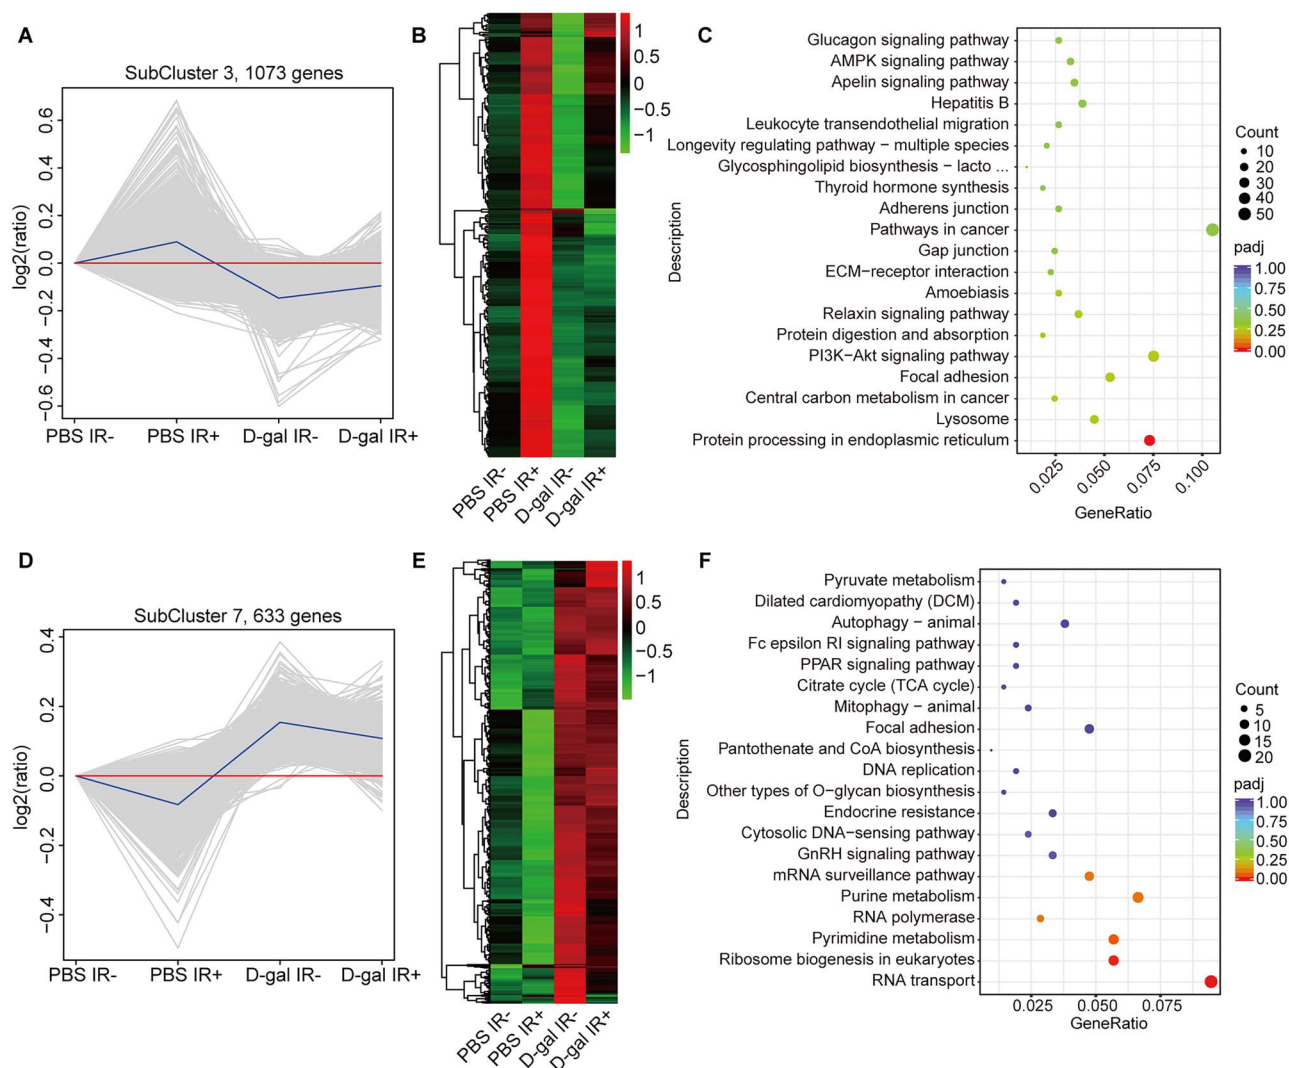 A
SubCluster 3, 1073 genes
log2(ratio)
0.6
0.4
0.2
0.0
−0.2
−0.4
−0.6
PBS IR-
PBS IR+
D-gal IR-
D-gal IR+
B
1
0.5
0
−0.5
−1
PBS IR-
PBS IR+
D-gal IR-
D-gal IR+
C
Description
Glucagon signaling pathway
AMPK signaling pathway
Apelin signaling pathway
Hepatitis B
Leukocyte transendothelial migration
Longevity regulating pathway − multiple species
Glycosphingolipid biosynthesis − lacto ...
Thyroid hormone synthesis
Adherens junction
Pathways in cancer
Gap junction
ECM−receptor interaction
Amoebiasis
Relaxin signaling pathway
Protein digestion and absorption
PI3K−Akt signaling pathway
Focal adhesion
Central carbon metabolism in cancer
Lysosome
Protein processing in endoplasmic reticulum
0.025
0.050
0.075
0.100
GeneRatio
Count
10
20
30
40
50
padj
1.00
0.75
0.50
0.25
0.00
D
SubCluster 7, 633 genes
log2(ratio)
0.4
0.2
0.0
−0.2
−0.4
PBS IR-
PBS IR+
D-gal IR-
D-gal IR+
E
1
0.5
0
−0.5
−1
PBS IR-
PBS IR+
D-gal IR-
D-gal IR+
F
Description
Pyruvate metabolism
Dilated cardiomyopathy (DCM)
Autophagy − animal
Fc epsilon RI signaling pathway
PPAR signaling pathway
Citrate cycle (TCA cycle)
Mitophagy − animal
Focal adhesion
Pantothenate and CoA biosynthesis
DNA replication
Other types of O−glycan biosynthesis
Endocrine resistance
Cytosolic DNA−sensing pathway
GnRH signaling pathway
mRNA surveillance pathway
Purine metabolism
RNA polymerase
Pyrimidine metabolism
Ribosome biogenesis in eukaryotes
RNA transport
0.025
0.050
0.075
GeneRatio
Count
5
10
15
20
padj
1.00
0.75
0.50
0.25
0.00